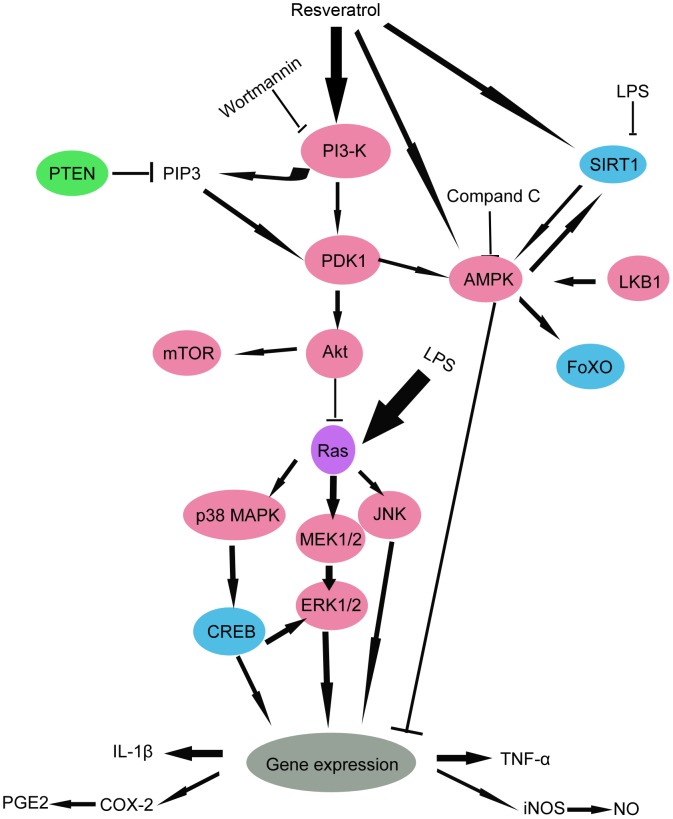 Resveratrol
Wortmannin
LPS
PI3-K
SIRT1
PTEN
PIP3
Compand C
PDK1
AMPK
LKB1
mTOR
Akt
LPS
FoXO
Ras
p38 MAPK
JNK
MEK1/2
ERK1/2
CREB
IL-1β
Gene expression
TNF-α
PGE2
COX-2
iNOS
NO